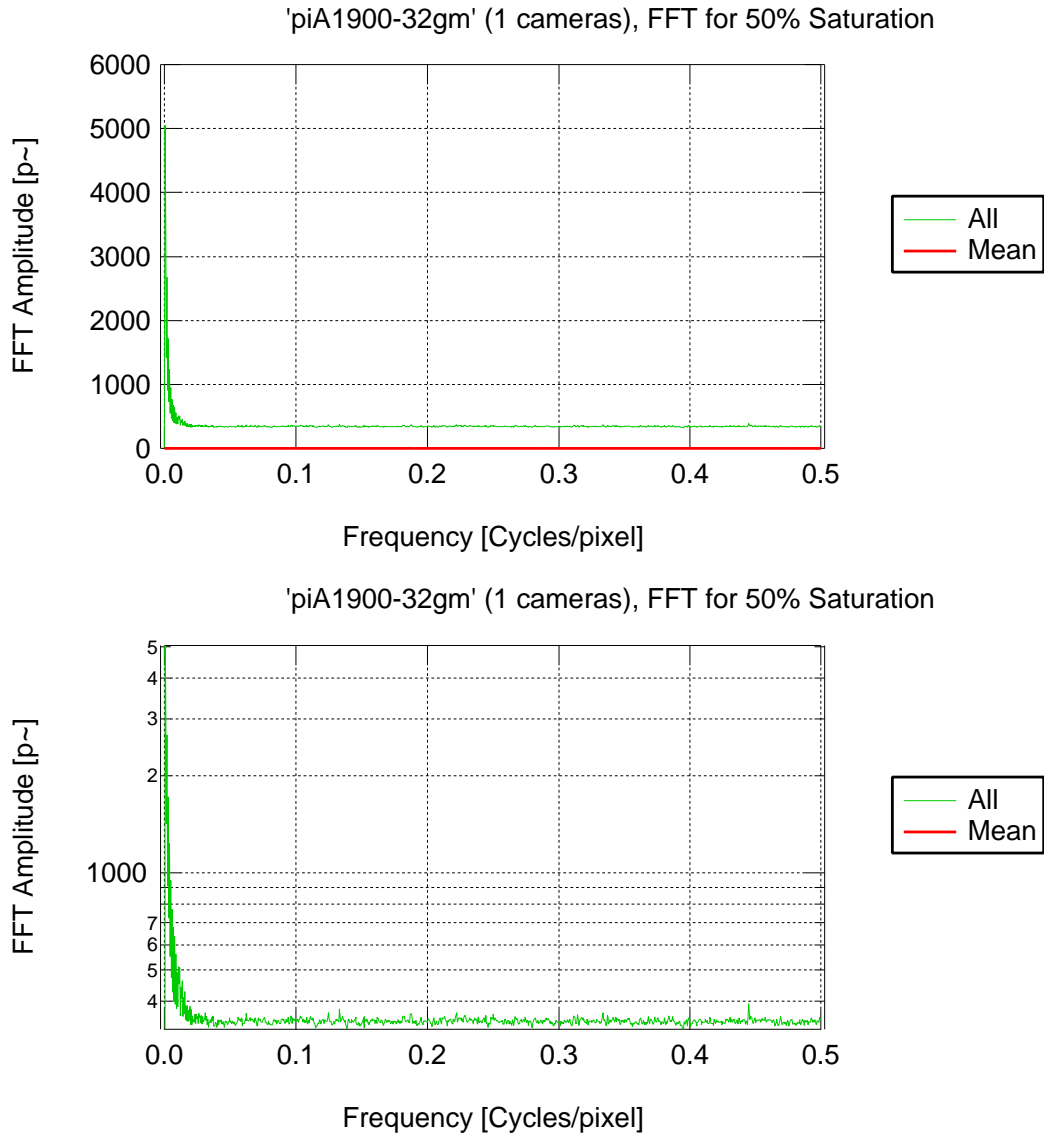 'piA1900-32gm' (1 cameras), FFT for 50% Saturation
6000
5000
4000
3000
2000
1000
0
FFT Amplitude [p~]
0.0 0.1 0.2 0.3 0.4 0.5
Frequency [Cycles/pixel]
All
Mean
'piA1900-32gm' (1 cameras), FFT for 50% Saturation
5
4
3
2
1000
7
6
5
4
FFT Amplitude [p~]
0.0 0.1 0.2 0.3 0.4 0.5
Frequency [Cycles/pixel]
All
Mean